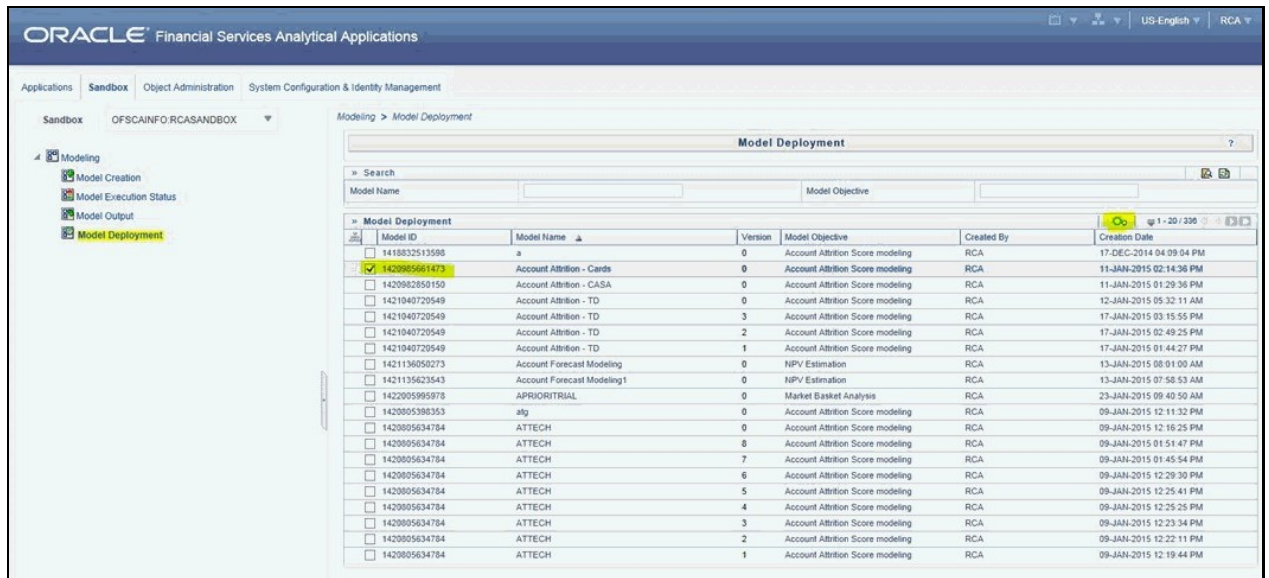 US-English RCA
ORACLE Financial Services Analytical Applications
Applications Sandbox Object Administration System Configuration & Identity Management
Sandbox OFSCAINFO:RCASANDBOX
Modeling > Model Deployment
Model Deployment ?
Modeling
Model Creation
Model Execution Status
Model Output
Model Deployment
» Search
Model Name Model Objective
» Model Deployment 1 - 20 / 336
Model ID Model Name Version Model Objective Created By Creation Date
1418832513598 a 0 Account Attrition Score modeling RCA 17-DEC-2014 04:09:04 PM
1420985661473 Account Attrition - Cards 0 Account Attrition Score modeling RCA 11-JAN-2015 02:14:36 PM
1420982850150 Account Attrition - CASA 0 Account Attrition Score modeling RCA 11-JAN-2015 01:29:36 PM
1421040720549 Account Attrition - TD 0 Account Attrition Score modeling RCA 12-JAN-2015 05:32:11 AM
1421040720549 Account Attrition - TD 3 Account Attrition Score modeling RCA 17-JAN-2015 03:15:55 PM
1421040720549 Account Attrition - TD 2 Account Attrition Score modeling RCA 17-JAN-2015 02:49:25 PM
1421040720549 Account Attrition - TD 1 Account Attrition Score modeling RCA 17-JAN-2015 01:44:27 PM
1421136050273 Account Forecast Modeling 0 NPV Estimation RCA 13-JAN-2015 08:01:00 AM
1421135623543 Account Forecast Modeling1 0 NPV Estimation RCA 13-JAN-2015 07:58:53 AM
1422005995978 APRIORITRIAL 0 Market Basket Analysis RCA 23-JAN-2015 09:40:50 AM
1420805398353 atg 0 Account Attrition Score modeling RCA 09-JAN-2015 12:11:32 PM
1420805634784 ATTECH 0 Account Attrition Score modeling RCA 09-JAN-2015 12:16:25 PM
1420805634784 ATTECH 8 Account Attrition Score modeling RCA 09-JAN-2015 01:51:47 PM
1420805634784 ATTECH 7 Account Attrition Score modeling RCA 09-JAN-2015 01:45:54 PM
1420805634784 ATTECH 6 Account Attrition Score modeling RCA 09-JAN-2015 12:29:30 PM
1420805634784 ATTECH 5 Account Attrition Score modeling RCA 09-JAN-2015 12:25:41 PM
1420805634784 ATTECH 4 Account Attrition Score modeling RCA 09-JAN-2015 12:25:25 PM
1420805634784 ATTECH 3 Account Attrition Score modeling RCA 09-JAN-2015 12:23:34 PM
1420805634784 ATTECH 2 Account Attrition Score modeling RCA 09-JAN-2015 12:22:11 PM
1420805634784 ATTECH 1 Account Attrition Score modeling RCA 09-JAN-2015 12:19:44 PM